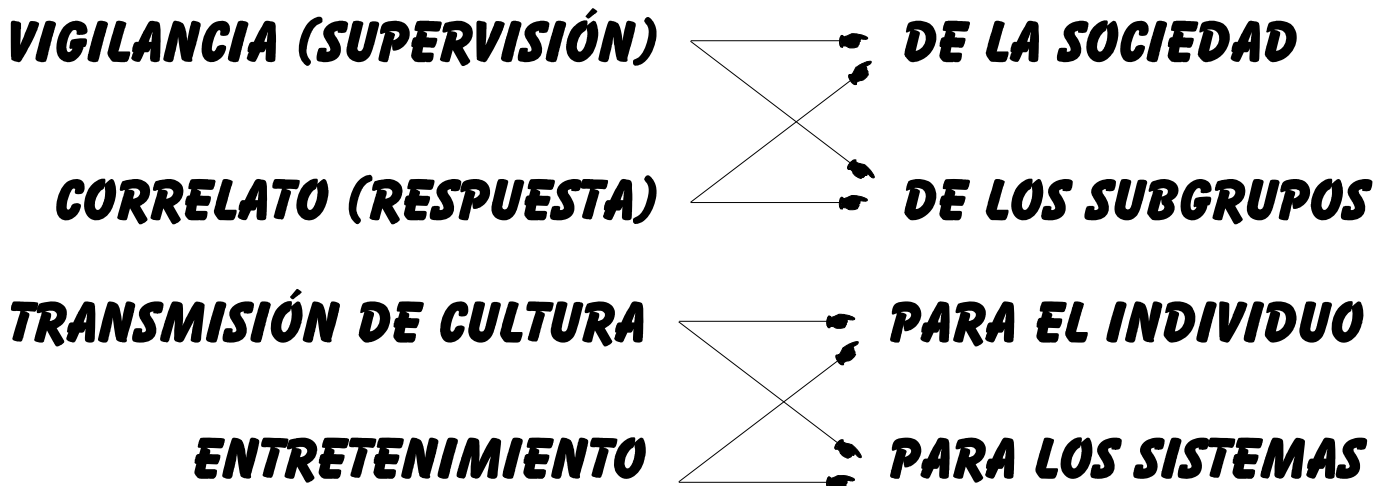 VIGILANCIA (SUPERVISIÓN) DE LA SOCIEDAD
CORRELATO (RESPUESTA) DE LOS SUBGRUPOS
TRANSMISIÓN DE CULTURA PARA EL INDIVIDUO
ENTRETENIMIENTO PARA LOS SISTEMAS